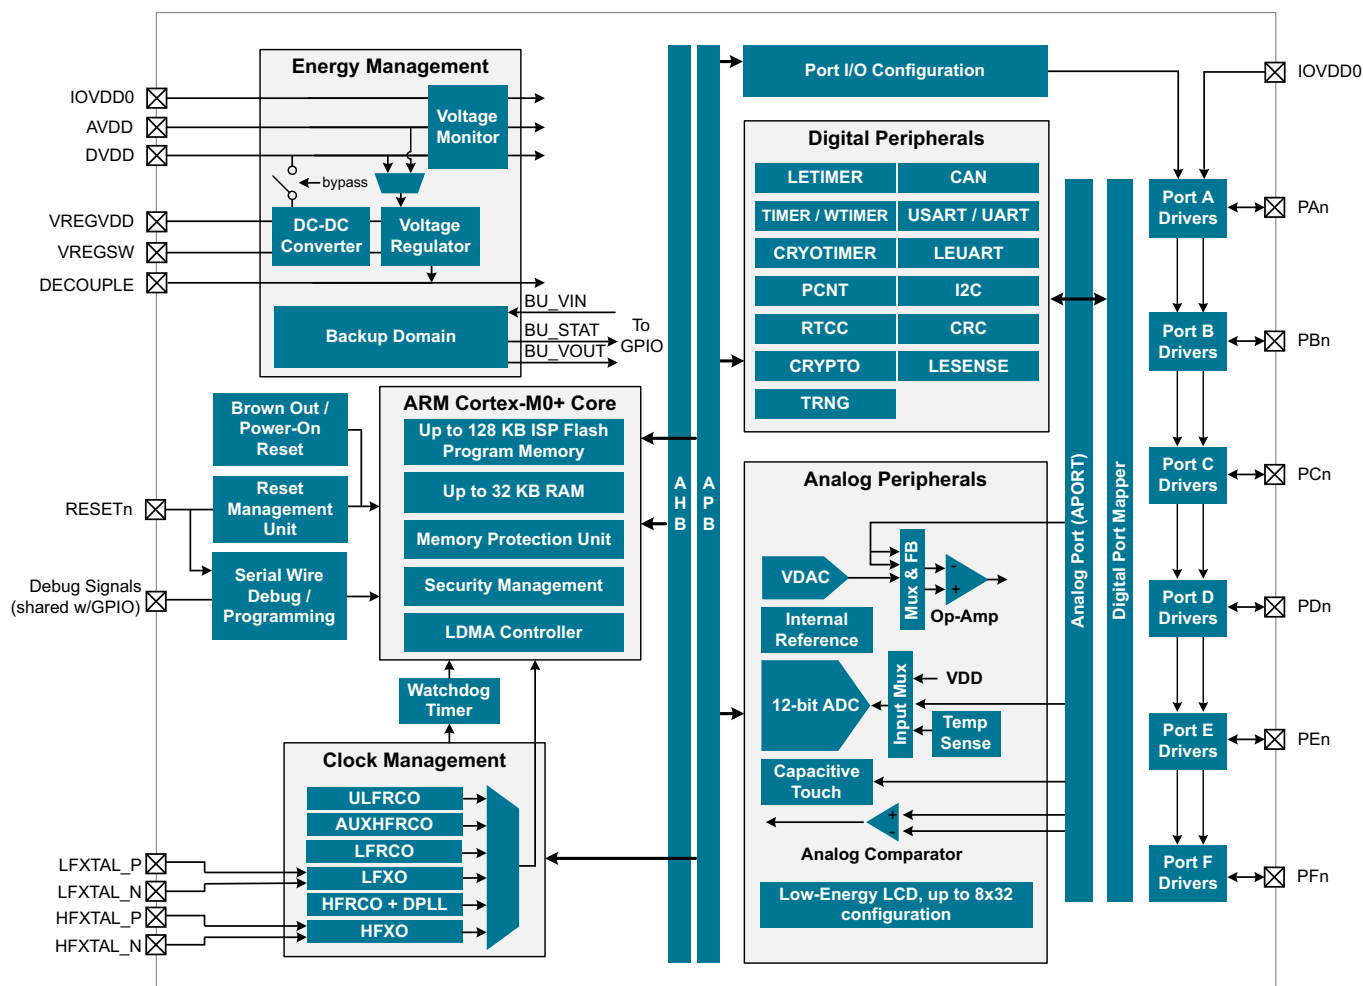 Energy Management
IOVDD0
AVDD
DVDD
Voltage
Monitor
bypass
VREGVDD
VREGSW
DECOUPLE
DC-DC
Converter
Voltage
Regulator
Backup Domain
BU_VIN
BU_STAT
BU_VOUT
To
GPIO
Brown Out /
Power-On
Reset
Reset
Management
Unit
Serial Wire
Debug /
Programming
RESETn
Debug Signals
(shared w/GPIO)
ARM Cortex-M0+ Core
Up to 128 KB ISP Flash
Program Memory
Up to 32 KB RAM
Memory Protection Unit
Security Management
LDMA Controller
Watchdog
Timer
Clock Management
ULFRCO
AUXHFRCO
LFRCO
LFXO
HFRCO + DPLL
HFXO
LFXTAL_P
LFXTAL_N
HFXTAL_P
HFXTAL_N
A
H
B
A
P
B
Port I/O Configuration
Digital Peripherals
LETIMER
CAN
TIMER / WTIMER
USART / UART
CRYOTIMER
LEUART
PCNT
I2C
RTCC
CRC
CRYPTO
LESENSE
TRNG
Analog Peripherals
VDAC
Mux & FB
-
+
Op-Amp
Internal
Reference
12-bit ADC
Input Mux
VDD
Temp
Sense
Capacitive
Touch
+
-
Analog Comparator
Low-Energy LCD, up to 8x32
configuration
Analog Port (APORT)
Digital Port Mapper
IOVDD0
Port A
Drivers
PAn
Port B
Drivers
PBn
Port C
Drivers
PCn
Port D
Drivers
PDn
Port E
Drivers
PEn
Port F
Drivers
PFn